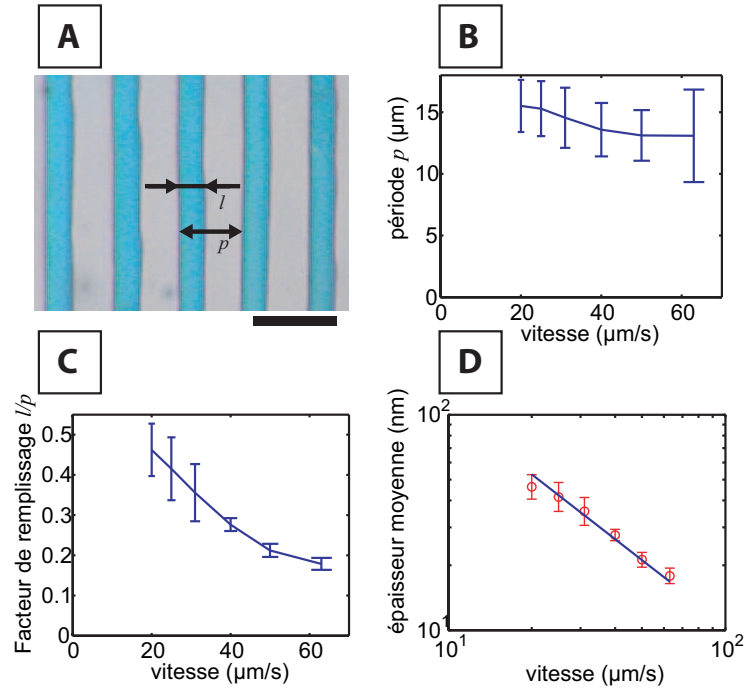 A
l
p
B
période p (µm)
15
10
5
0
0 20 40 60
vitesse (µm/s)
C
Facteur de remplissage l/p
0.5
0.4
0.3
0.2
0.1
0
0 20 40 60
vitesse (µm/s)
D
épaisseur moyenne (nm)
10²
10¹
10¹ 10²
vitesse (µm/s)